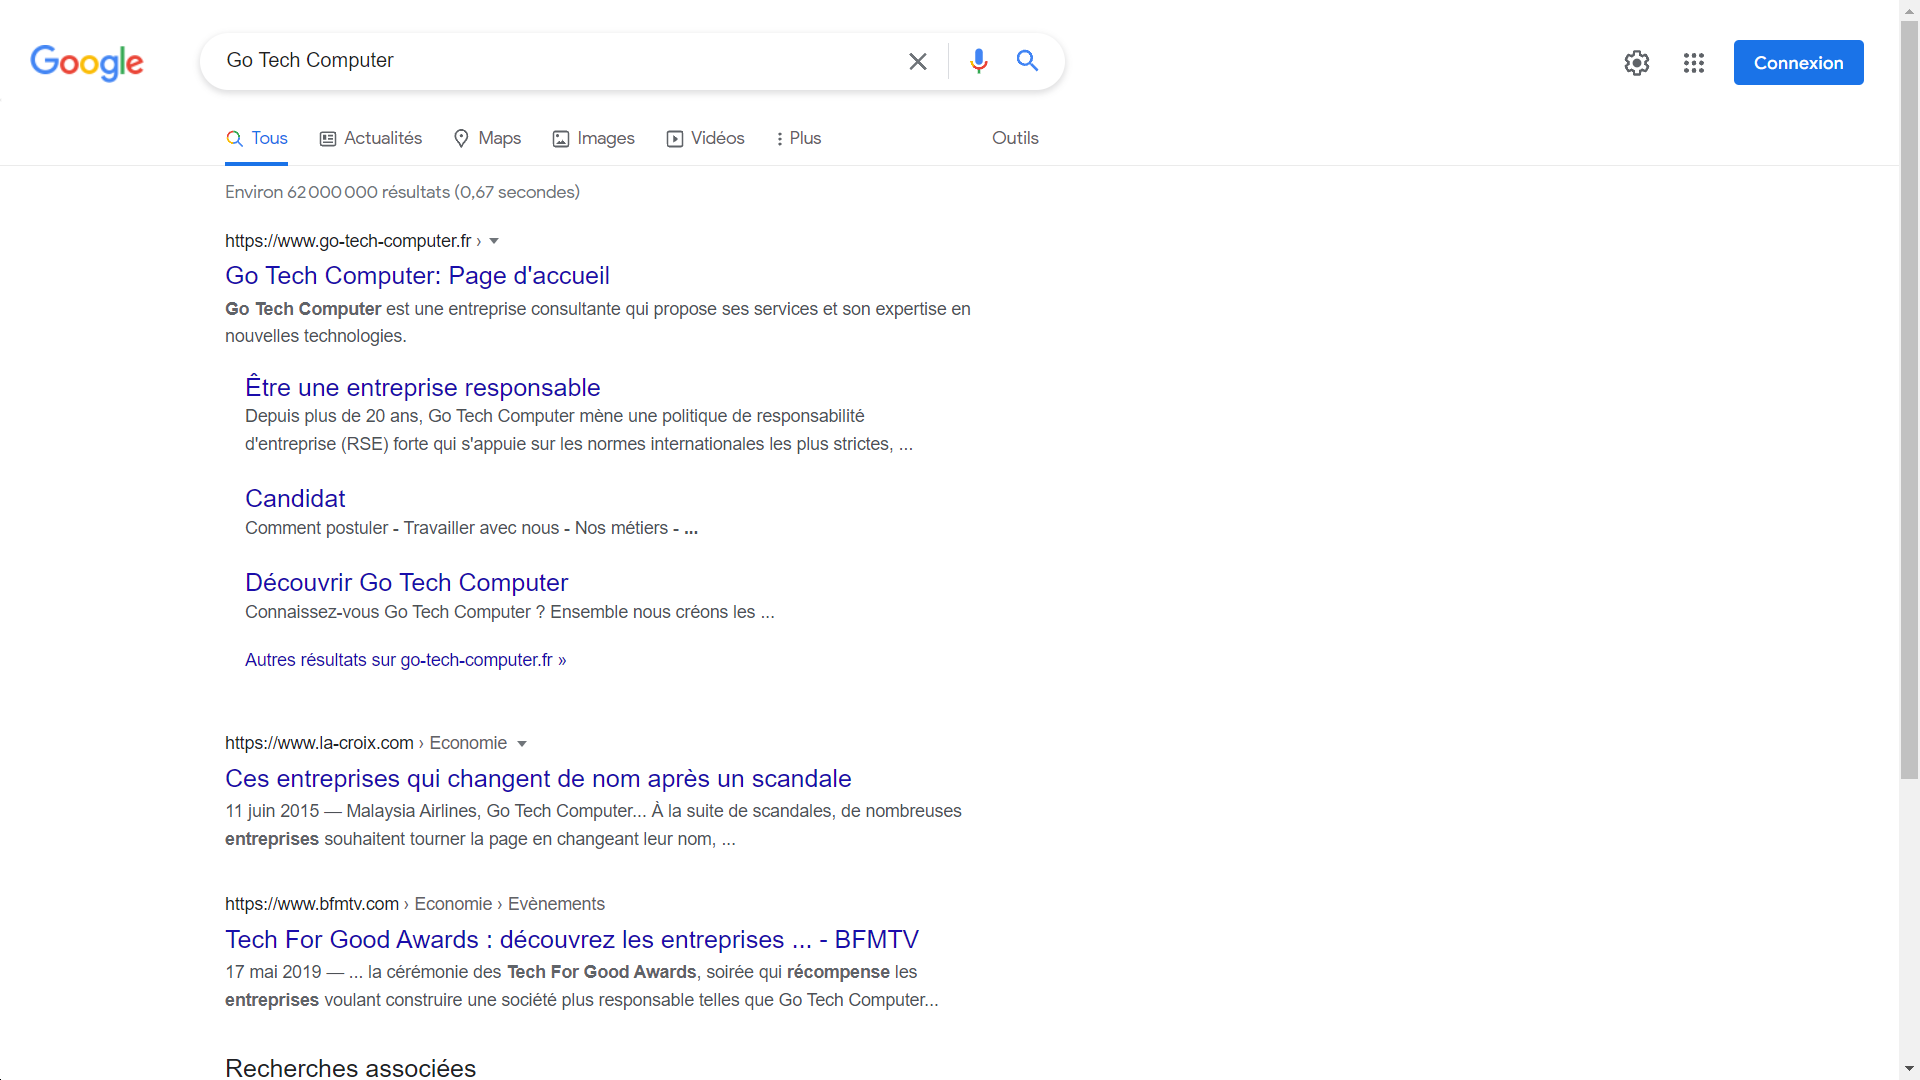 Google
Go Tech Computer
Connexion
Tous
Actualités
Maps
Images
Vidéos
Plus
Outils
Environ 62 000 000 résultats (0,67 secondes)
https://www.go-tech-computer.fr ›
Go Tech Computer: Page d'accueil
Go Tech Computer est une entreprise consultante qui propose ses services et son expertise en
nouvelles technologies.
Être une entreprise responsable
Depuis plus de 20 ans, Go Tech Computer mène une politique de responsabilité
d'entreprise (RSE) forte qui s'appuie sur les normes internationales les plus strictes, ...
Candidat
Comment postuler - Travailler avec nous - Nos métiers - ...
Découvrir Go Tech Computer
Connaissez-vous Go Tech Computer ? Ensemble nous créons les ...
Autres résultats sur go-tech-computer.fr »
https://www.la-croix.com › Economie
Ces entreprises qui changent de nom après un scandale
11 juin 2015 — Malaysia Airlines, Go Tech Computer... À la suite de scandales, de nombreuses
entreprises souhaitent tourner la page en changeant leur nom, ...
https://www.bfmtv.com › Economie › Evènements
Tech For Good Awards : découvrez les entreprises ... - BFMTV
17 mai 2019 — ... la cérémonie des Tech For Good Awards, soirée qui récompense les
entreprises voulant construire une société plus responsable telles que Go Tech Computer...
Recherches associées